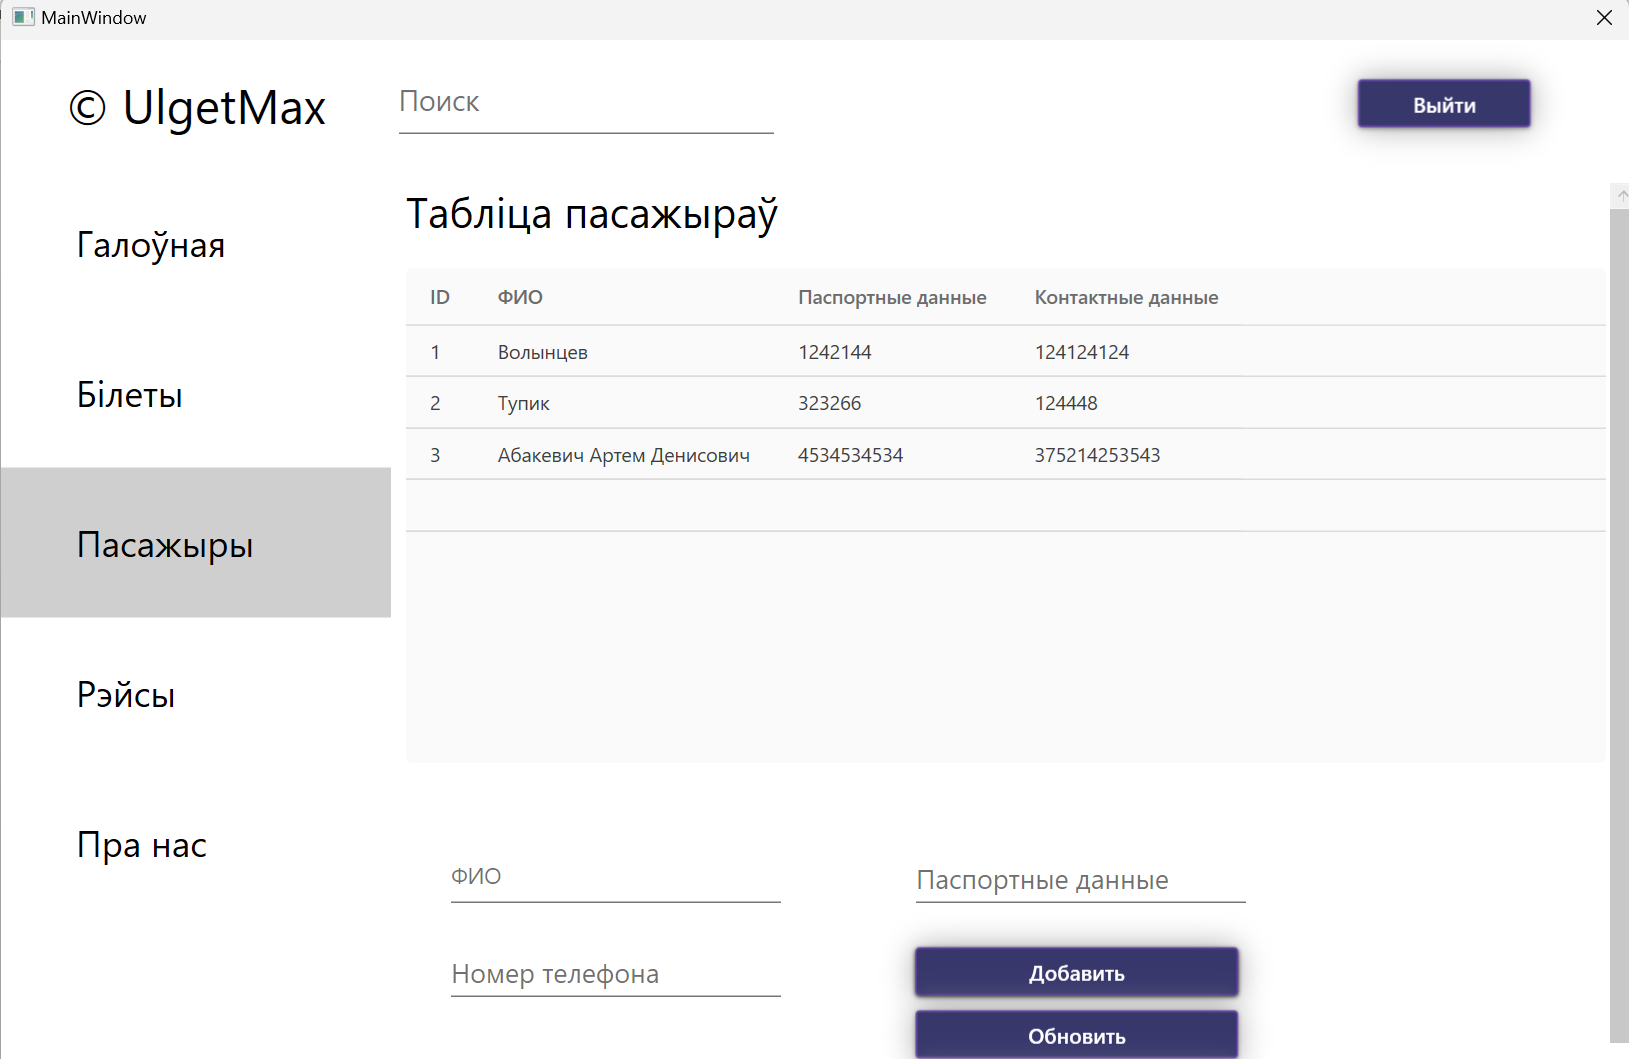 MainWindow
© UlgetMax
Поиск
Выйти
Галоўная
Білеты
Пасажыры
Рэйсы
Пра нас
Табліца пасажыраў
ID ФИО Паспортные данные Контактные данные
1 Волынцев 1242144 124124124
2 Тупик 323266 124448
3 Абакевич Артем Денисович 4534534534 375214253543
ФИО Паспортные данные
Номер телефона Добавить
Обновить